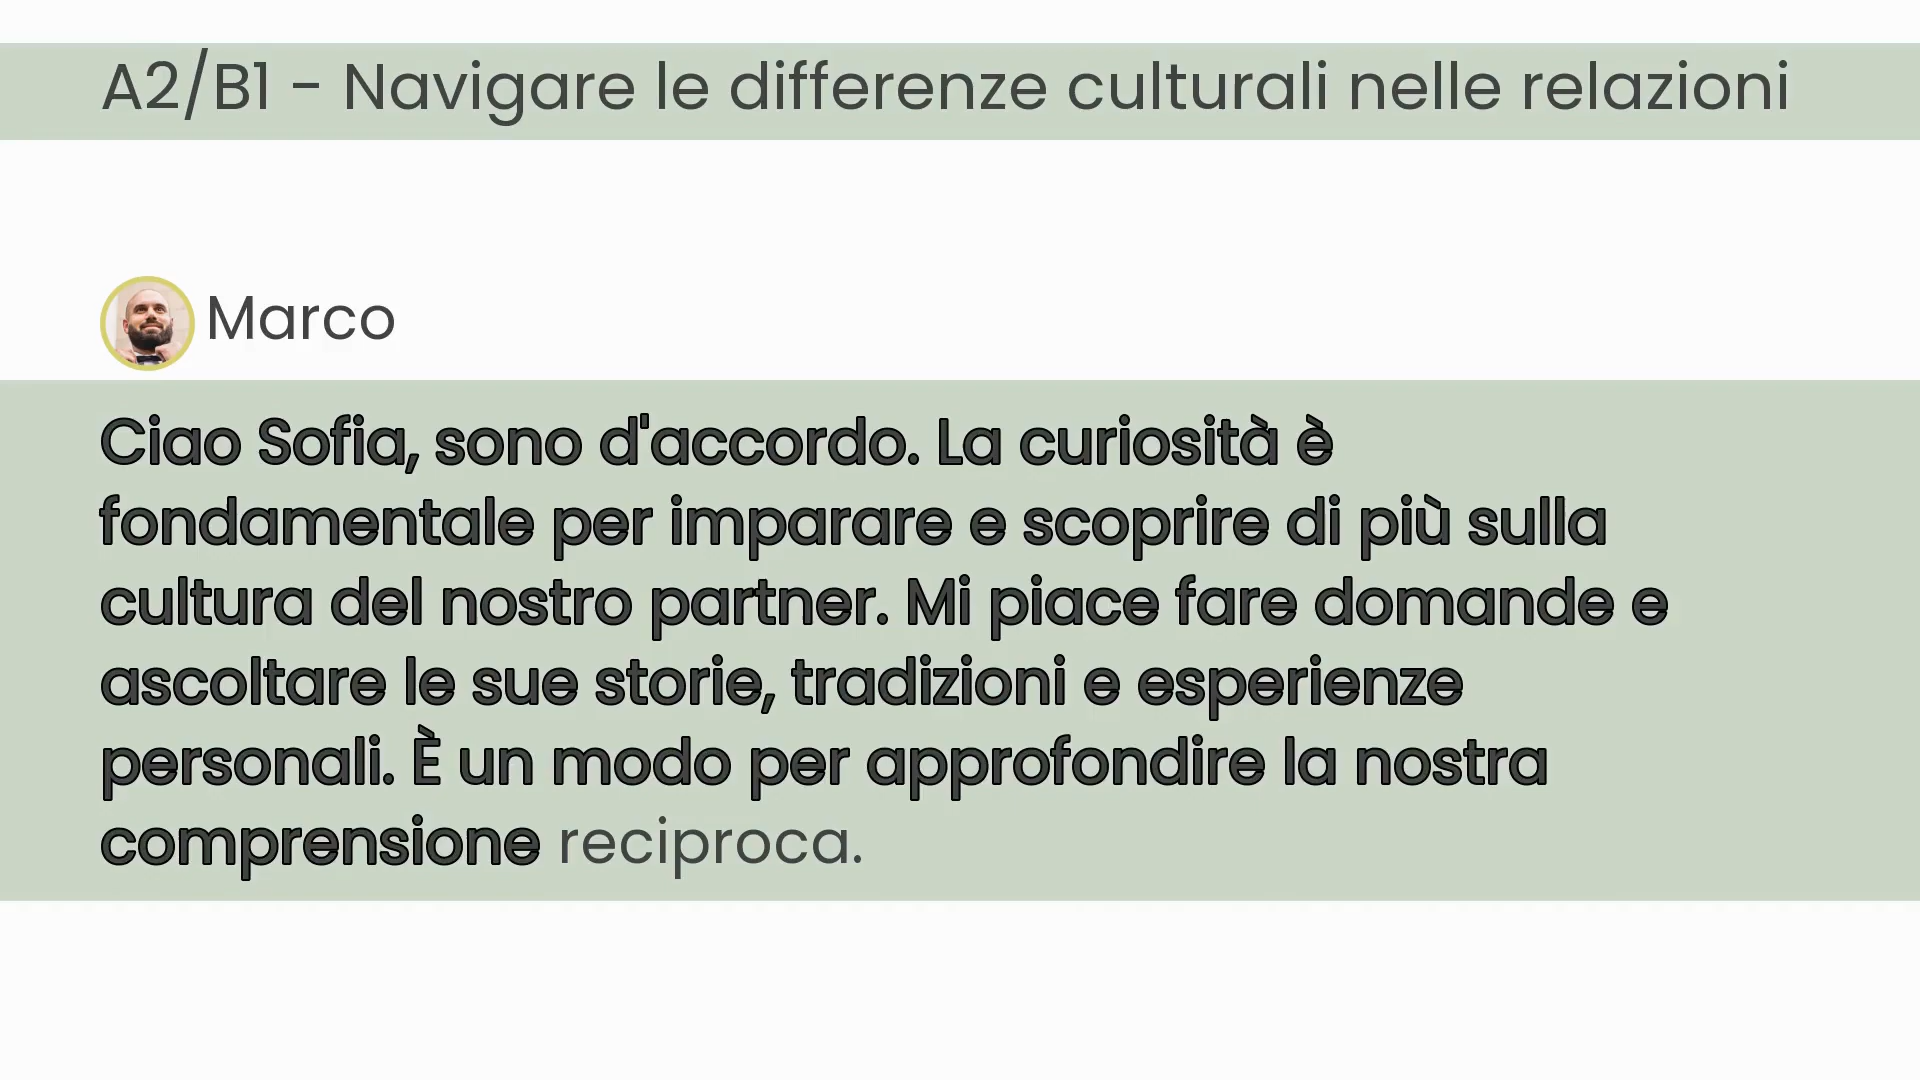 A2/B1 - Navigare le differenze culturali nelle relazioni
Marco
Ciao Sofia, sono d'accordo. La curiosità è
fondamentale per imparare e scoprire di più sulla
cultura del nostro partner. Mi piace fare domande e
ascoltare le sue storie, tradizioni e esperienze
personali. È un modo per approfondire la nostra
comprensione reciproca.